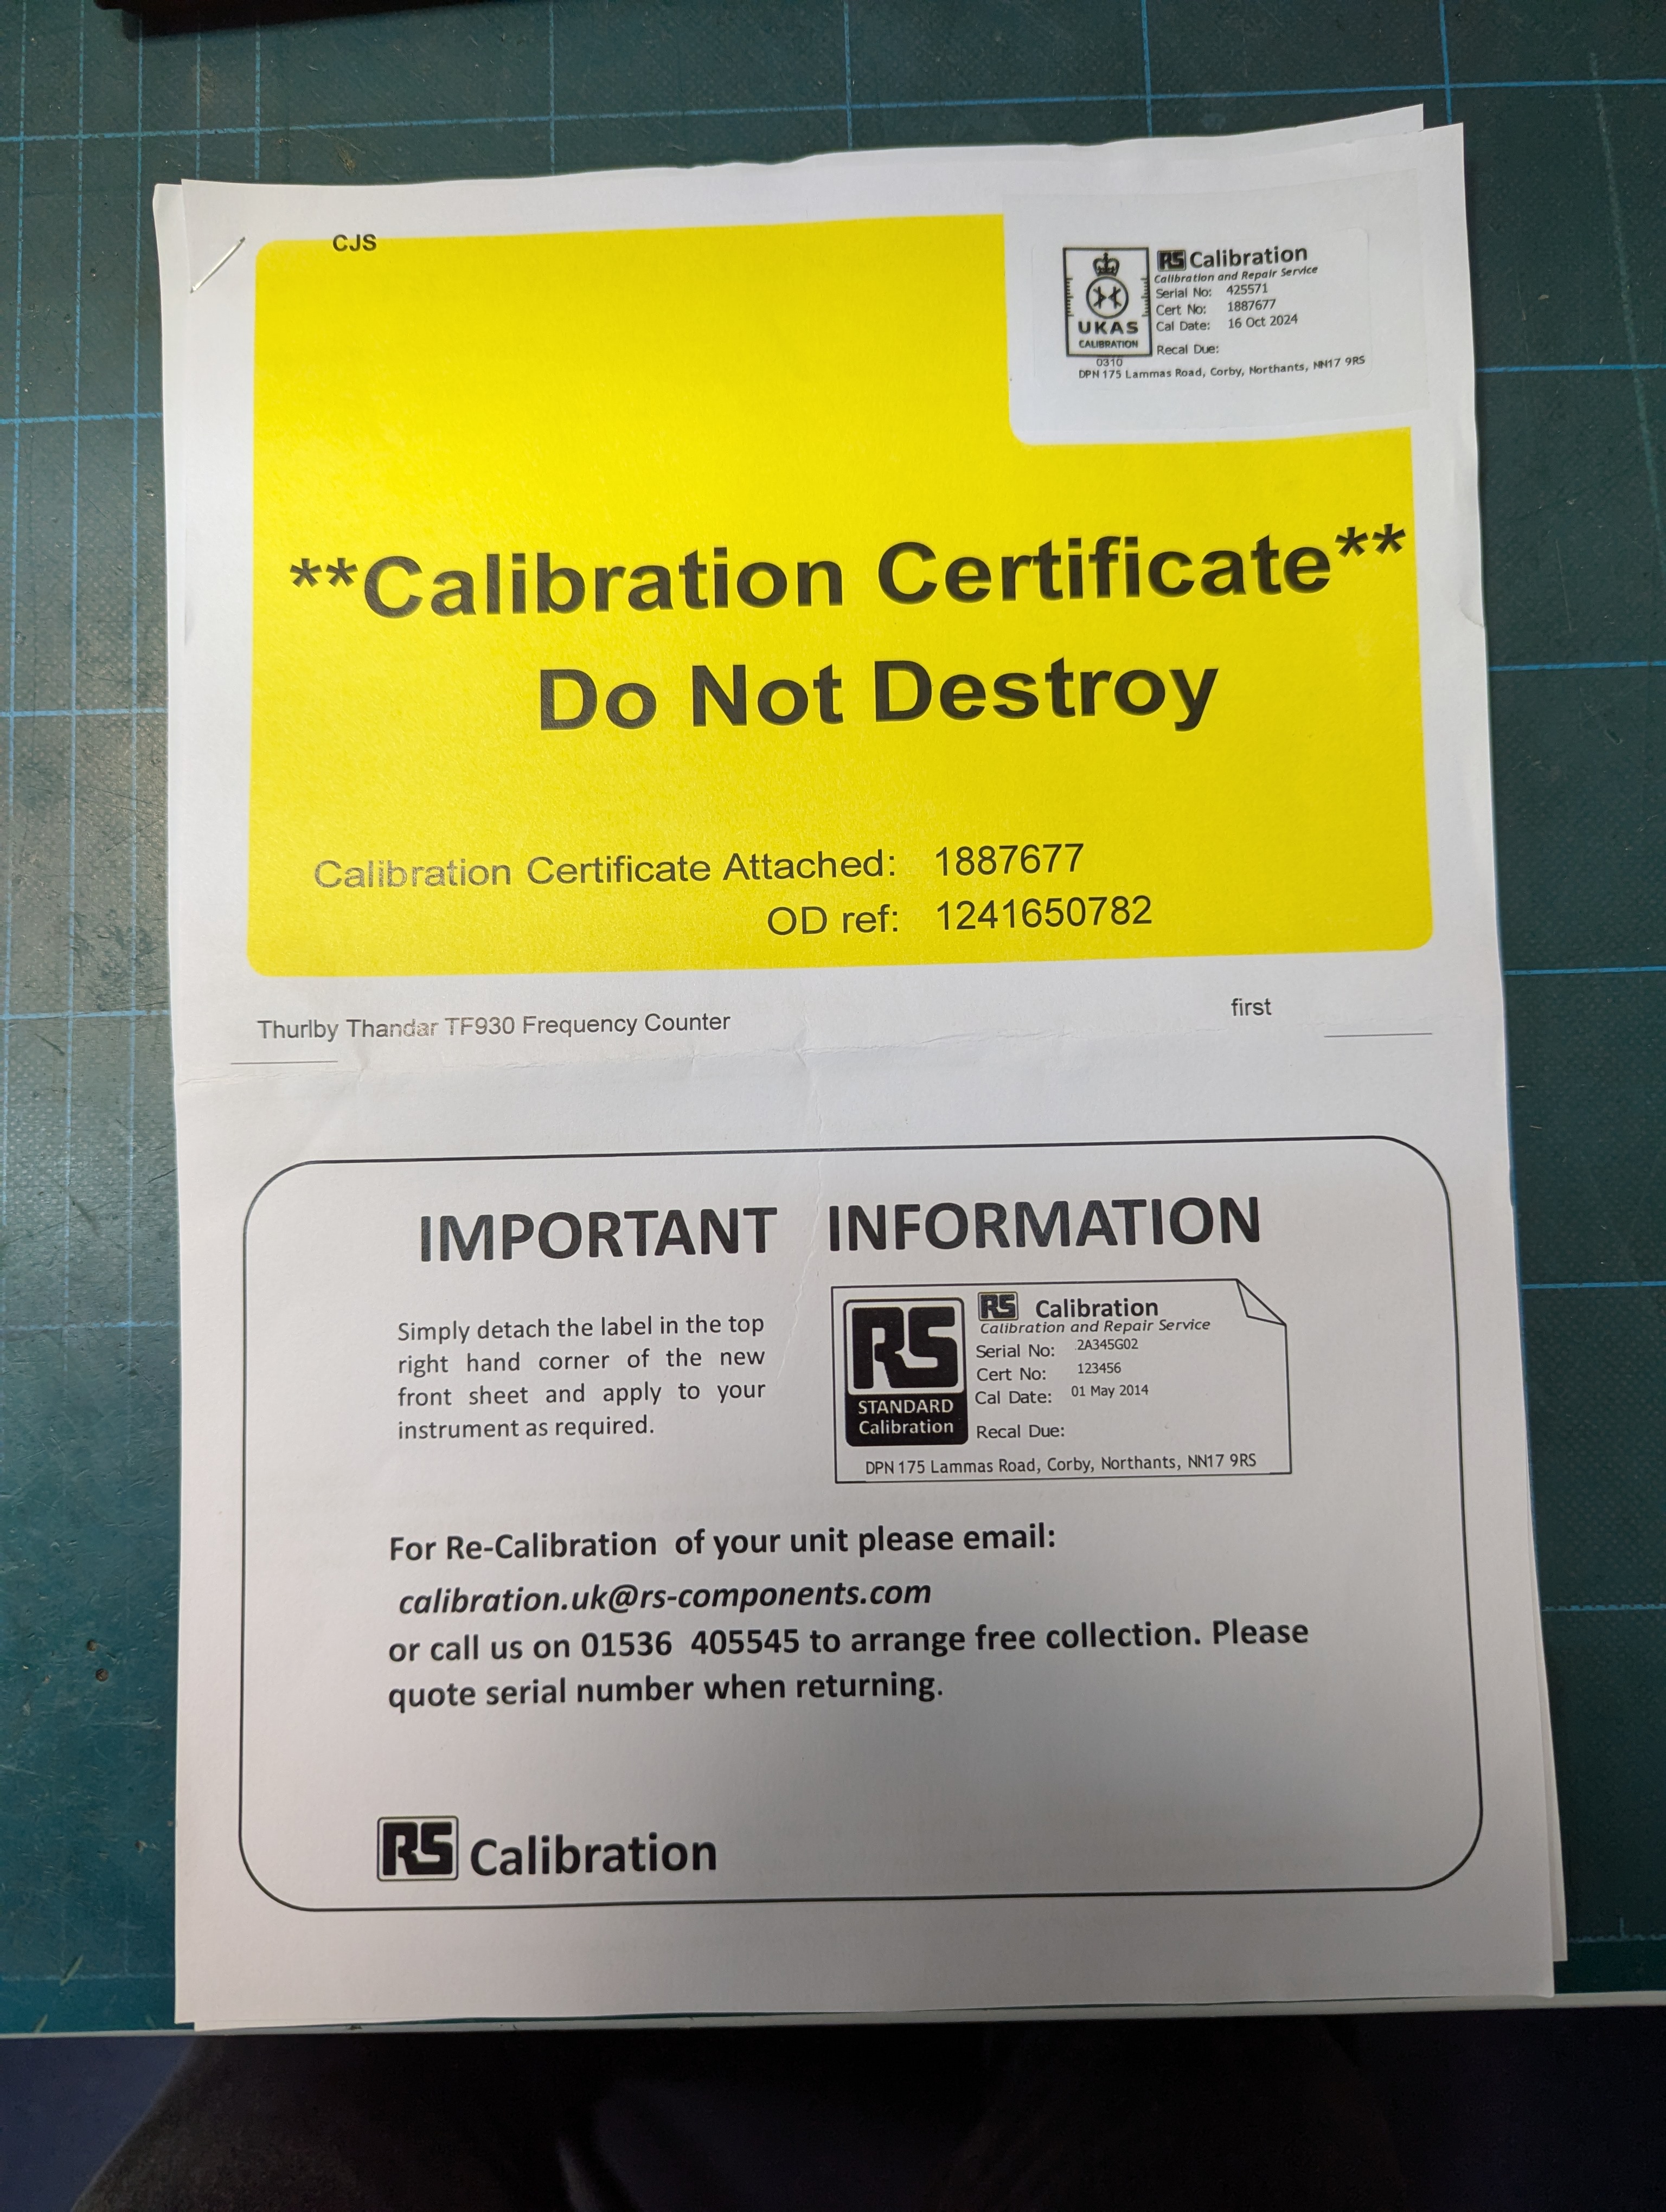 CJS
RS Calibration
Calibration and Repair Service
Serial No: 425571
Cert No: 1887677
Cal Date: 16 Oct 2024
Recal Due:
UKAS
CALIBRATION
0310
DPN 175 Lammas Road, Corby, Northants, NN17 9RS
**Calibration Certificate**
Do Not Destroy
Calibration Certificate Attached: 1887677
OD ref: 1241650782
Thurlby Thandar TF930 Frequency Counter first
IMPORTANT INFORMATION
Simply detach the label in the top
right hand corner of the new
front sheet and apply to your
instrument as required.
RS
STANDARD
Calibration
RS Calibration
Calibration and Repair Service
Serial No: 2A345G02
Cert No: 123456
Cal Date: 01 May 2014
Recal Due:
DPN 175 Lammas Road, Corby, Northants, NN17 9RS
For Re-Calibration of your unit please email:
calibration.uk@rs-components.com
or call us on 01536 405545 to arrange free collection. Please
quote serial number when returning.
RS Calibration